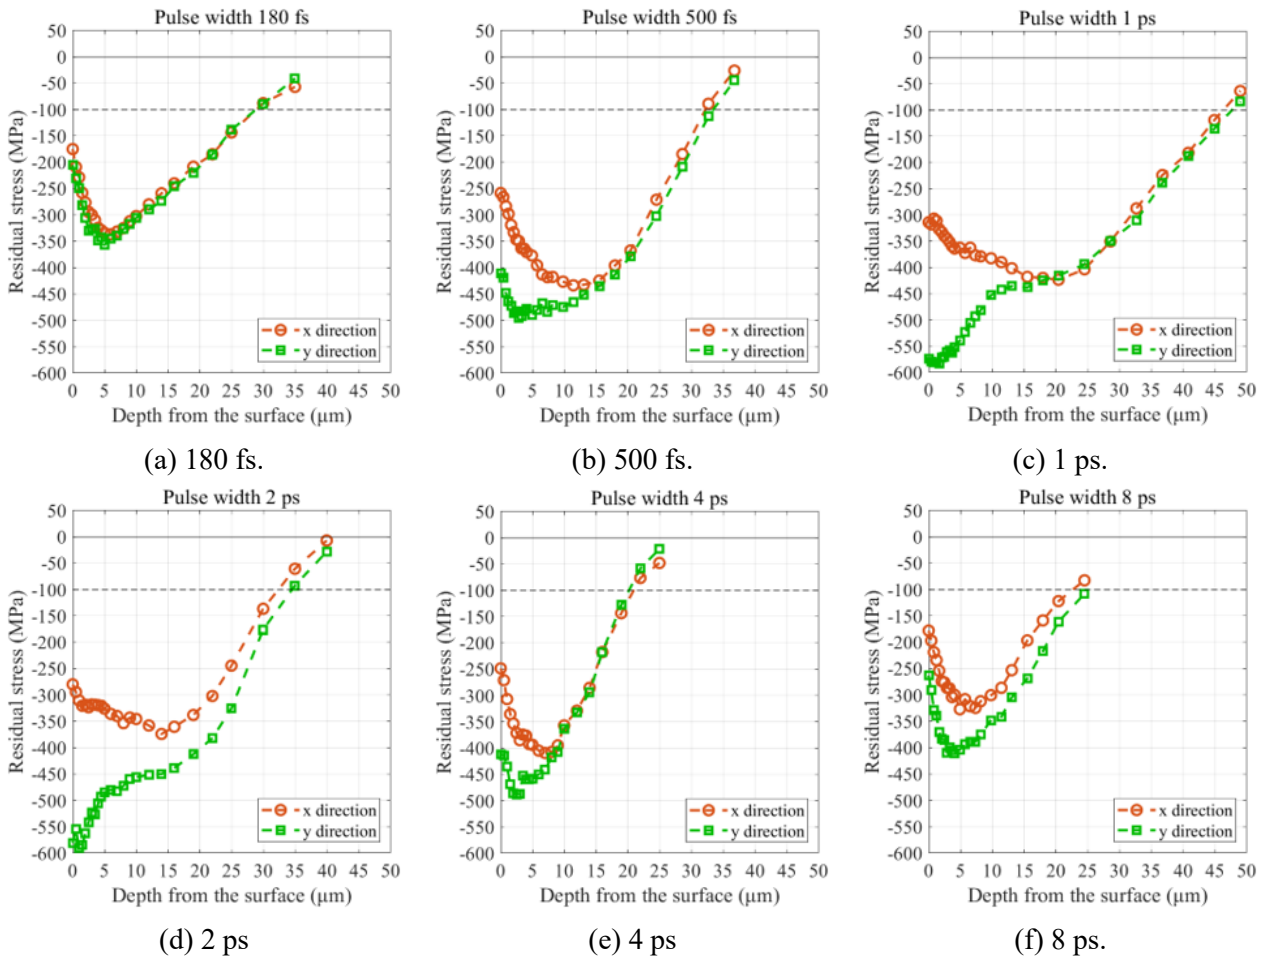 Pulse width 180 fs
50
0
-50
-100
-150
-200
-250
-300
-350
-400
-450
-500
-550
-600
Residual stress (MPa)
x direction
y direction
0 5 10 15 20 25 30 35 40 45 50
Depth from the surface (μm)
(a) 180 fs.
Pulse width 500 fs
50
0
-50
-100
-150
-200
-250
-300
-350
-400
-450
-500
-550
-600
Residual stress (MPa)
x direction
y direction
0 5 10 15 20 25 30 35 40 45 50
Depth from the surface (μm)
(b) 500 fs.
Pulse width 1 ps
50
0
-50
-100
-150
-200
-250
-300
-350
-400
-450
-500
-550
-600
Residual stress (MPa)
x direction
y direction
0 5 10 15 20 25 30 35 40 45 50
Depth from the surface (μm)
(c) 1 ps.
Pulse width 2 ps
50
0
-50
-100
-150
-200
-250
-300
-350
-400
-450
-500
-550
-600
Residual stress (MPa)
x direction
y direction
0 5 10 15 20 25 30 35 40 45 50
Depth from the surface (μm)
(d) 2 ps
Pulse width 4 ps
50
0
-50
-100
-150
-200
-250
-300
-350
-400
-450
-500
-550
-600
Residual stress (MPa)
x direction
y direction
0 5 10 15 20 25 30 35 40 45 50
Depth from the surface (μm)
(e) 4 ps
Pulse width 8 ps
50
0
-50
-100
-150
-200
-250
-300
-350
-400
-450
-500
-550
-600
Residual stress (MPa)
x direction
y direction
0 5 10 15 20 25 30 35 40 45 50
Depth from the surface (μm)
(f) 8 ps.